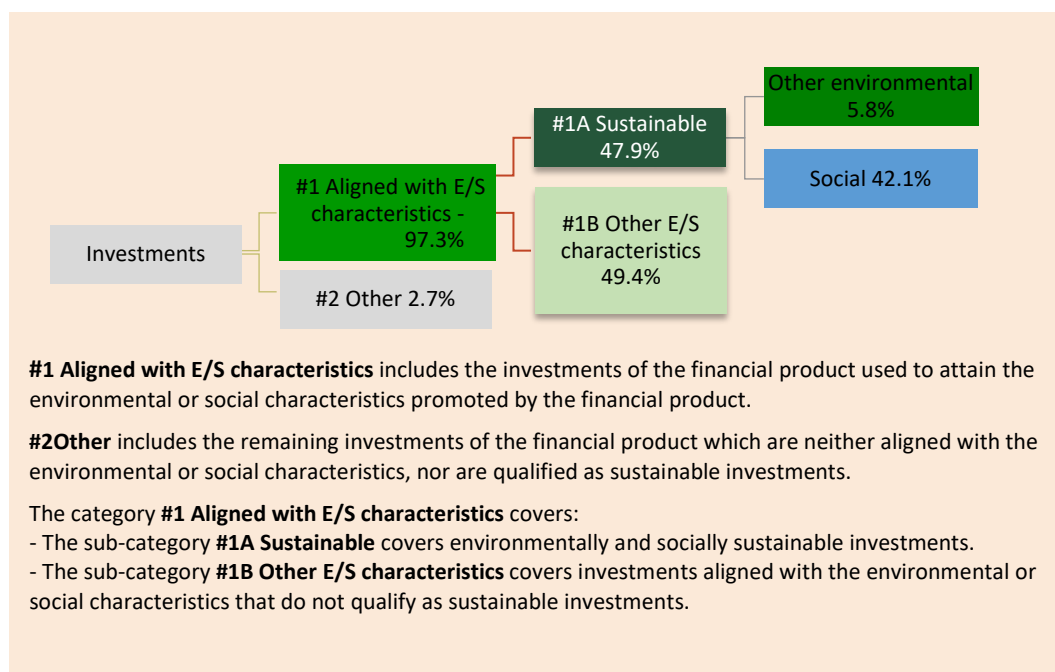 Investments
#1 Aligned with E/S
characteristics -
97.3%
#2 Other 2.7%
#1A Sustainable
47.9%
#1B Other E/S
characteristics
49.4%
Other environmental
5.8%
Social 42.1%
#1 Aligned with E/S characteristics includes the investments of the financial product used to attain the
environmental or social characteristics promoted by the financial product.
#2Other includes the remaining investments of the financial product which are neither aligned with the
environmental or social characteristics, nor are qualified as sustainable investments.
The category #1 Aligned with E/S characteristics covers:
- The sub-category #1A Sustainable covers environmentally and socially sustainable investments.
- The sub-category #1B Other E/S characteristics covers investments aligned with the environmental or
social characteristics that do not qualify as sustainable investments.